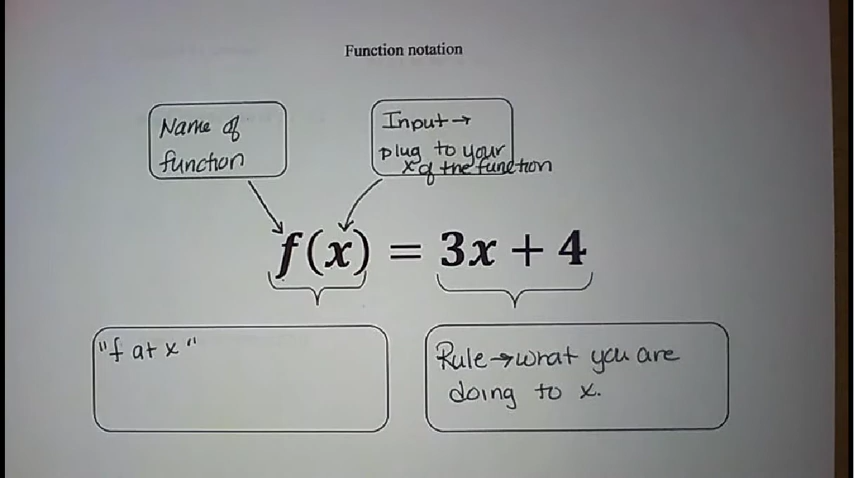 Function notation
Name of
function
Input→
plug to your
x of the function
f(x) = 3x + 4
"f at x"
Rule→what you are
doing to x.